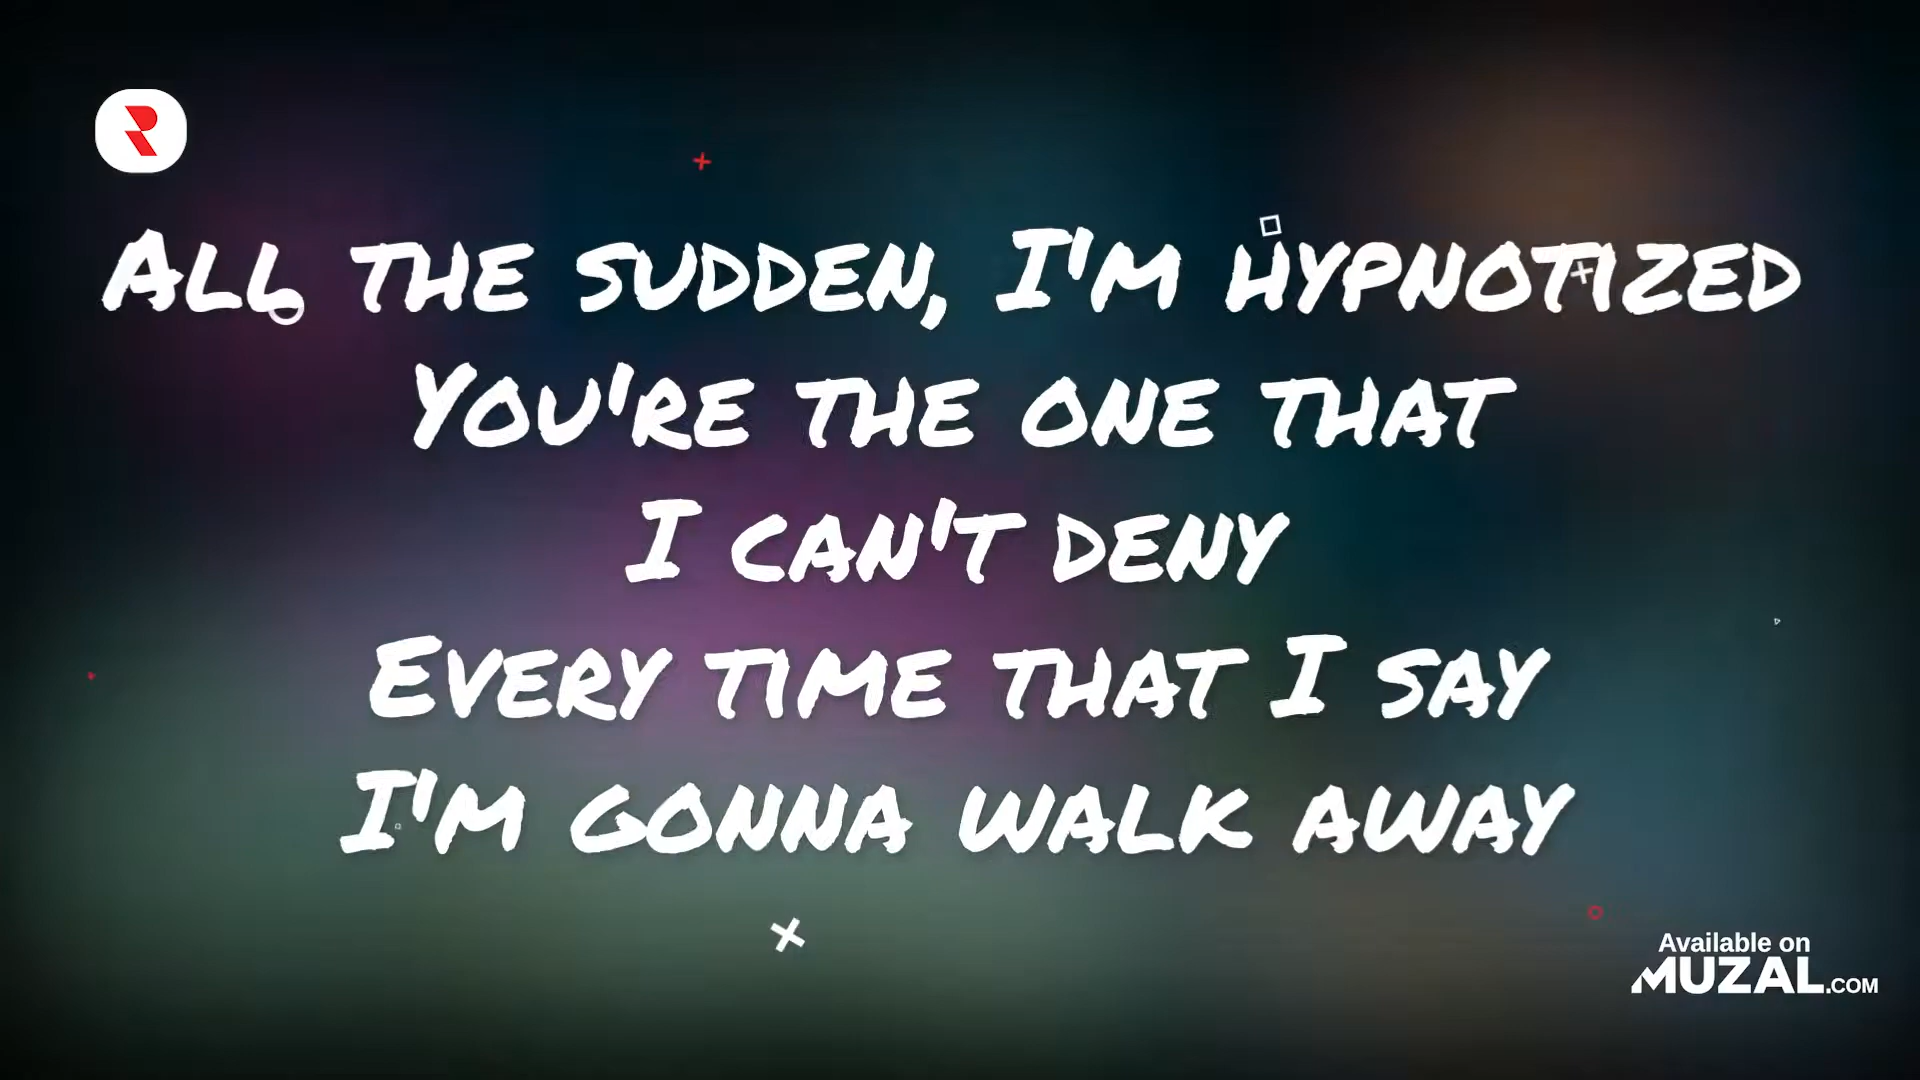 All the sudden, I'm hypnotized
You're the one that
I can't deny
Every time that I say
I'm gonna walk away
Available on
MUZAL.COM